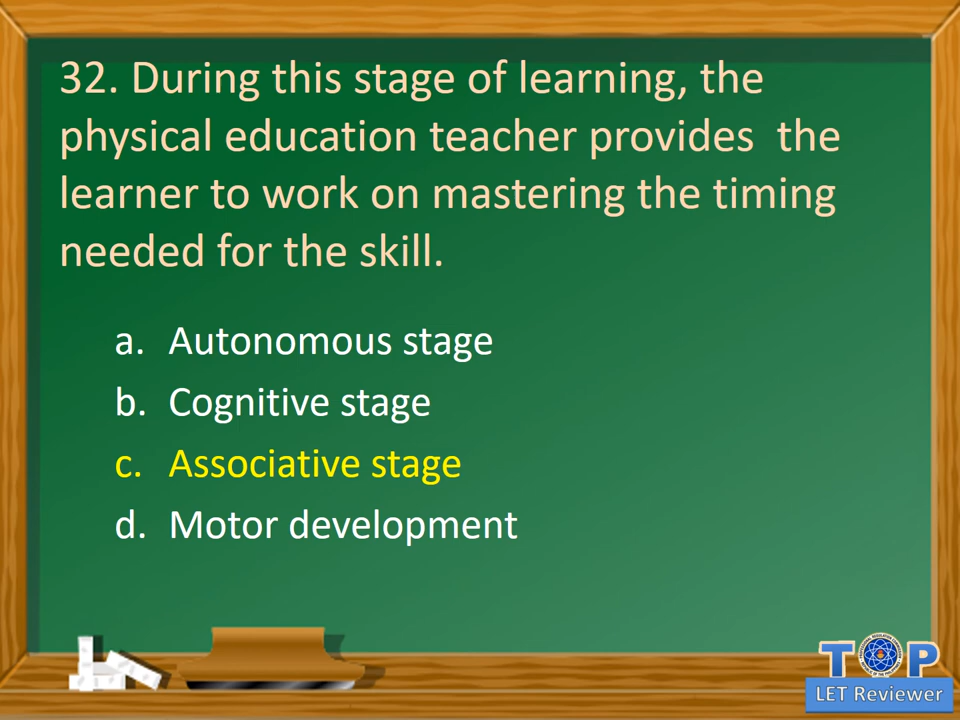 32. During this stage of learning, the
physical education teacher provides  the
learner to work on mastering the timing
needed for the skill.
a. Autonomous stage
b. Cognitive stage
c. Associative stage
d. Motor development
TOP
LET Reviewer